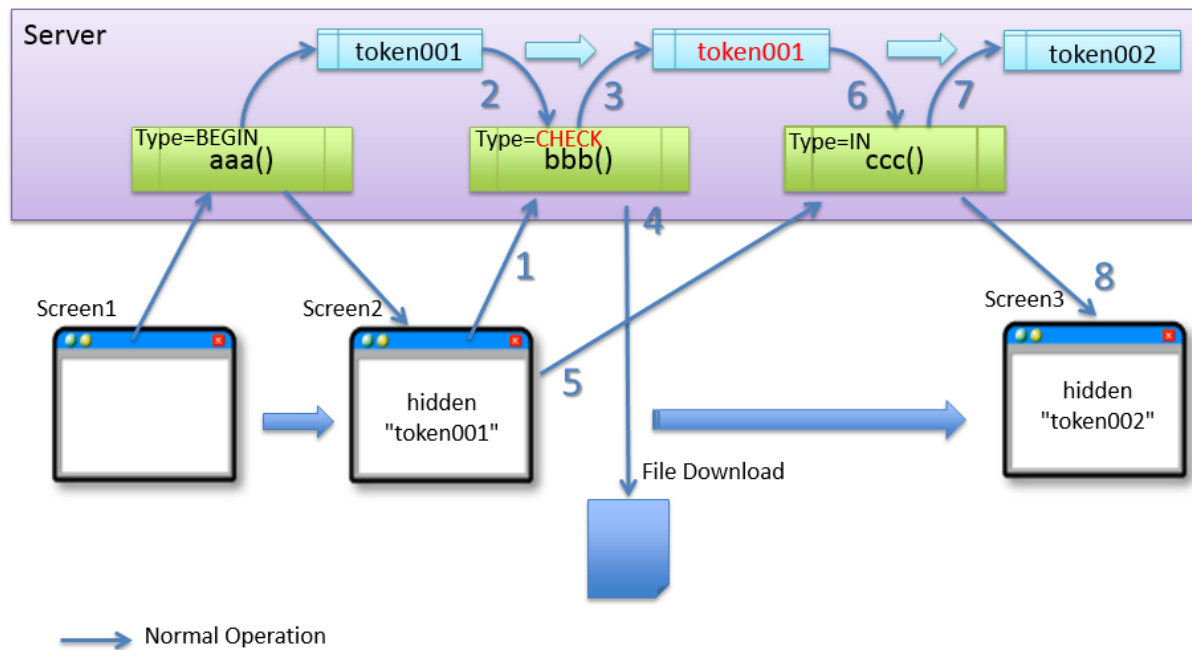 Server
token001
token001
token002
2
3
6
7
Type=BEGIN
aaa()
Type=CHECK
bbb()
Type=IN
ccc()
4
1
5
8
Screen1
Screen2
Screen3
hidden
"token001"
hidden
"token002"
File Download
Normal Operation